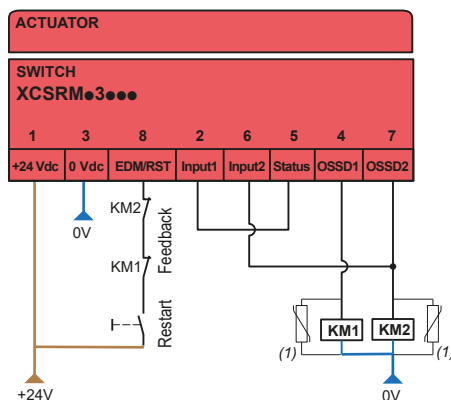 ACTUATOR
SWITCH
XCSRM●3●●●
1 3 8 2 6 5 4 7
+24 Vdc 0 Vdc EDM/RST Input1 Input2 Status OSSD1 OSSD2
KM2
0V
Feedback
KM1
Restart
KM1 KM2
(1) (1)
+24V 0V